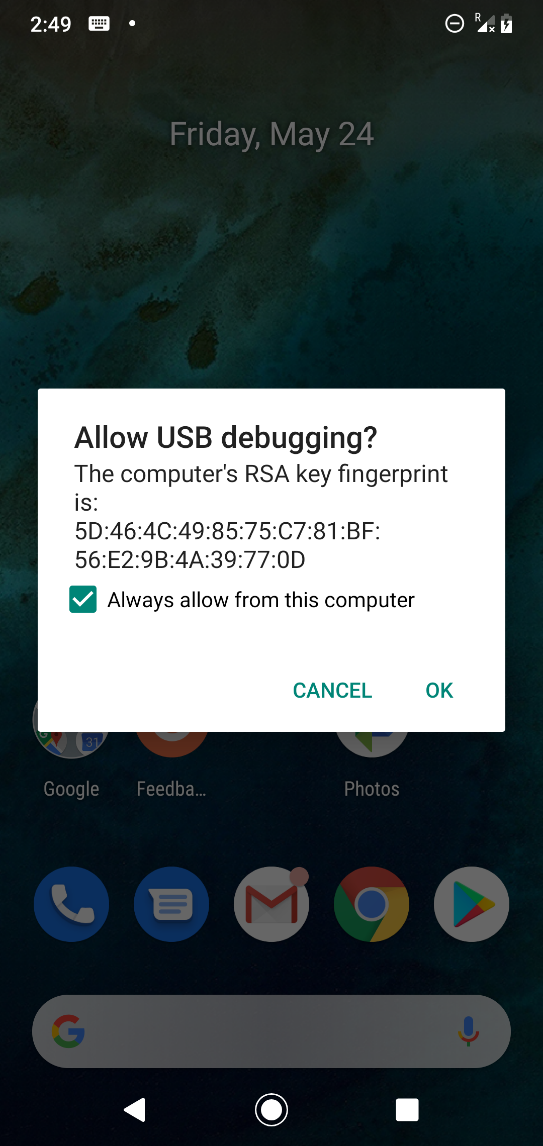 2:49
R
Friday, May 24
Allow USB debugging?
The computer's RSA key fingerprint
is:
5D:46:4C:49:85:75:C7:81:BF:
56:E2:9B:4A:39:77:0D
Always allow from this computer
CANCEL OK
31
Google Feedba… Photos